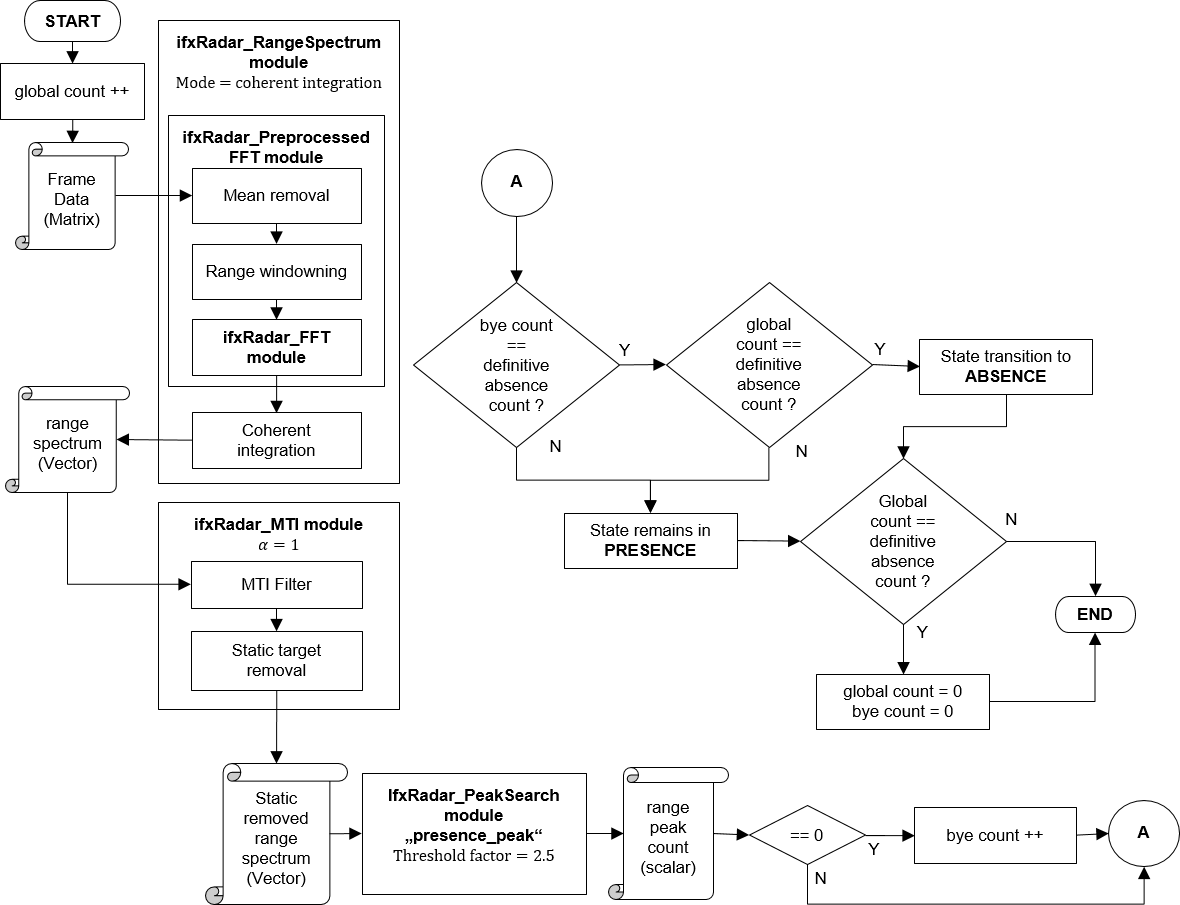 START
global count ++
Frame
Data
(Matrix)
ifxRadar_RangeSpectrum
module
Mode = coherent integration
ifxRadar_Preprocessed
FFT module
Mean removal
Range windowning
ifxRadar_FFT
module
Coherent
integration
range
spectrum
(Vector)
ifxRadar_MTI module
α = 1
MTI Filter
Static target
removal
Static
removed
range
spectrum
(Vector)
IfxRadar_PeakSearch
module
„presence_peak“
Threshold factor = 2.5
range
peak
count
(scalar)
== 0
Y
N
bye count ++
A
A
bye count
==
definitive
absence
count ?
Y
N
global
count ==
definitive
absence
count ?
Y
N
State transition to
ABSENCE
State remains in
PRESENCE
Global
count ==
definitive
absence
count ?
N
Y
END
global count = 0
bye count = 0